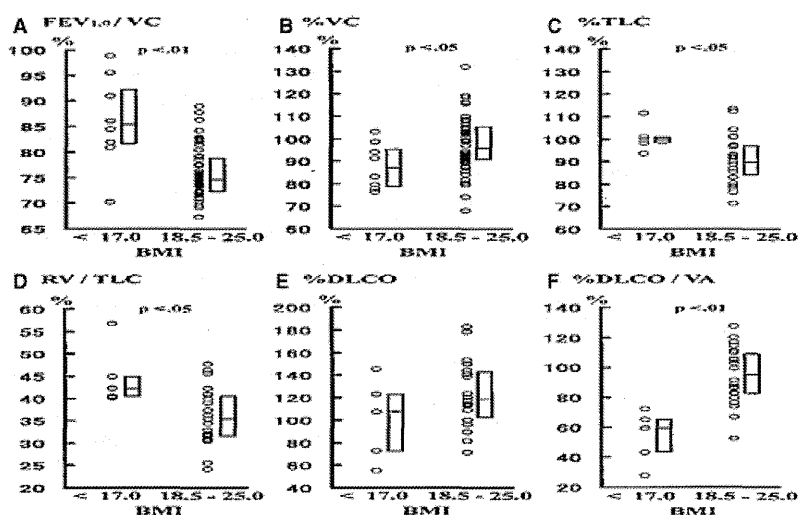 A FEV1.0 / VC
%
p <.01
100
95
90
85
80
75
70
65
< 17.0 18.5 - 25.0
BMI
B %VC
%
p <.05
140
130
120
110
100
90
80
70
60
< 17.0 18.5 - 25.0
BMI
C %TLC
%
p <.05
140
130
120
110
100
90
80
70
60
< 17.0 18.5 - 25.0
BMI
D RV / TLC
%
p <.05
60
55
50
45
40
35
30
25
20
< 17.0 18.5 - 25.0
BMI
E %DLCO
%
200
180
160
140
120
100
80
60
40
< 17.0 18.5 - 25.0
BMI
F %DLCO / VA
%
p <.01
140
120
100
80
60
40
20
< 17.0 18.5 - 25.0
BMI